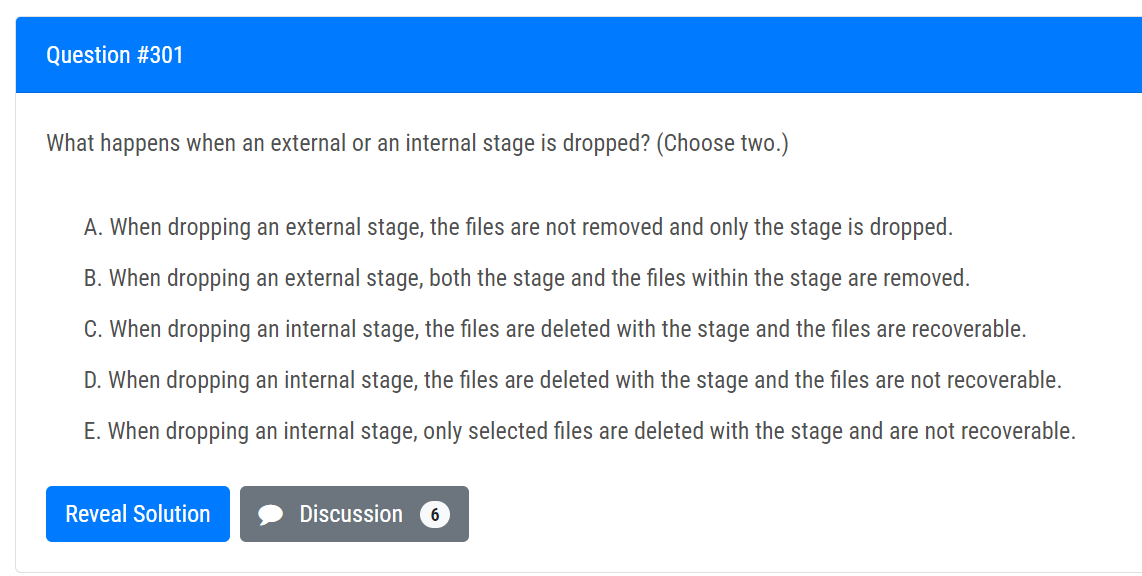 Question #301
What happens when an external or an internal stage is dropped? (Choose two.)
A. When dropping an external stage, the files are not removed and only the stage is dropped.
B. When dropping an external stage, both the stage and the files within the stage are removed.
C. When dropping an internal stage, the files are deleted with the stage and the files are recoverable.
D. When dropping an internal stage, the files are deleted with the stage and the files are not recoverable.
E. When dropping an internal stage, only selected files are deleted with the stage and are not recoverable.
Reveal Solution
Discussion 6